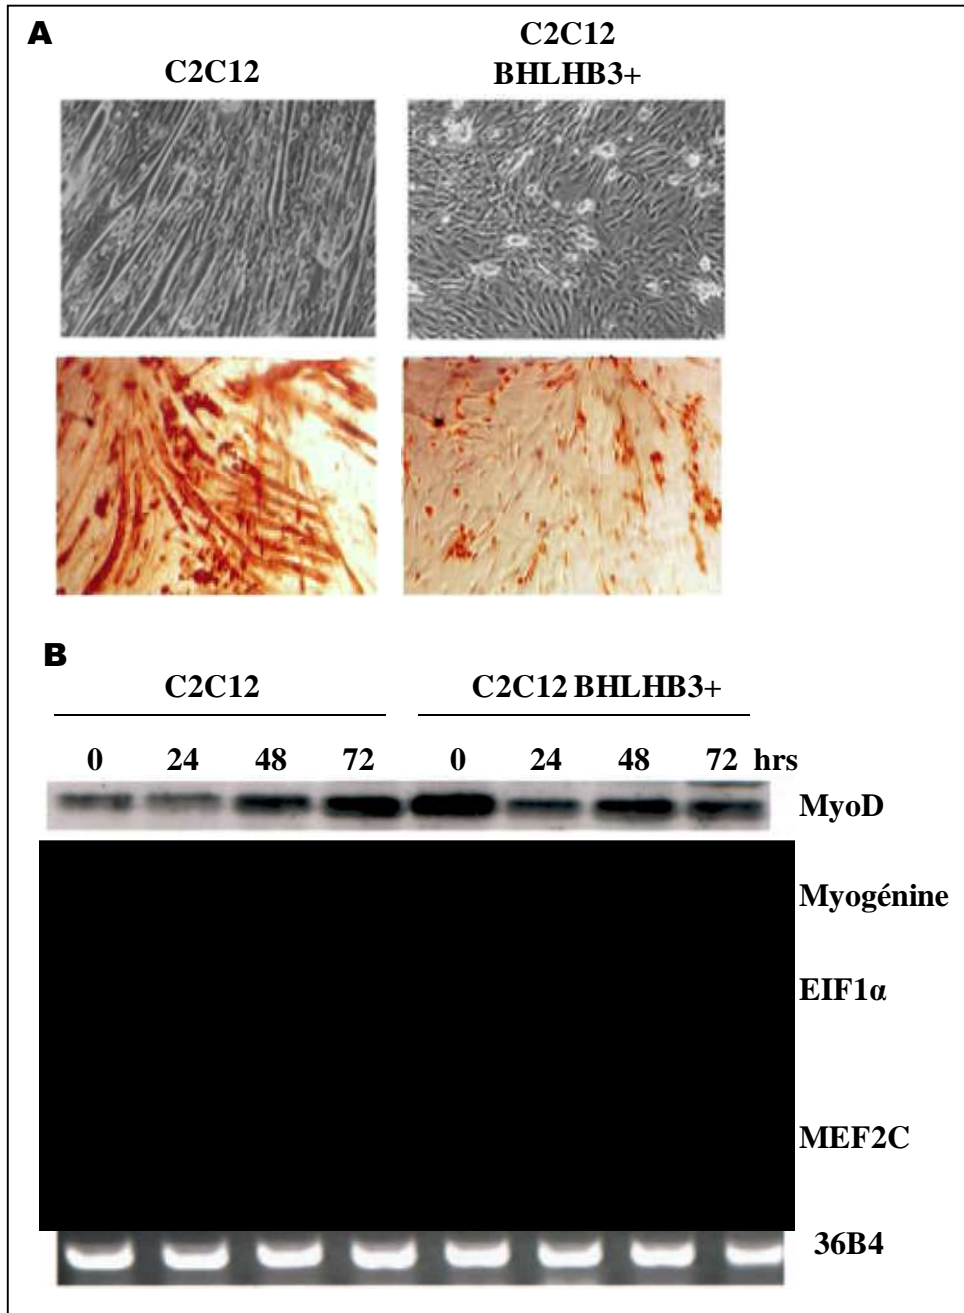 A
C2C12
C2C12
BHLHB3+
B
C2C12
C2C12 BHLHB3+
0 24 48 72 0 24 48 72 hrs
MyoD
Myogénine
EIF1α
MEF2C
36B4